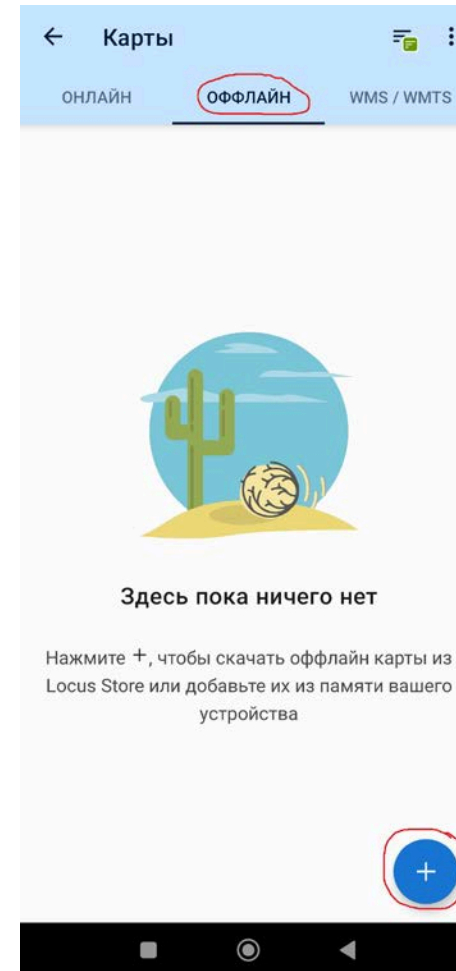 Карты
ОНЛАЙН ОФФЛАЙН WMS / WMTS
Здесь пока ничего нет
Нажмите +, чтобы скачать оффлайн карты из
Locus Store или добавьте их из памяти вашего
устройства
+